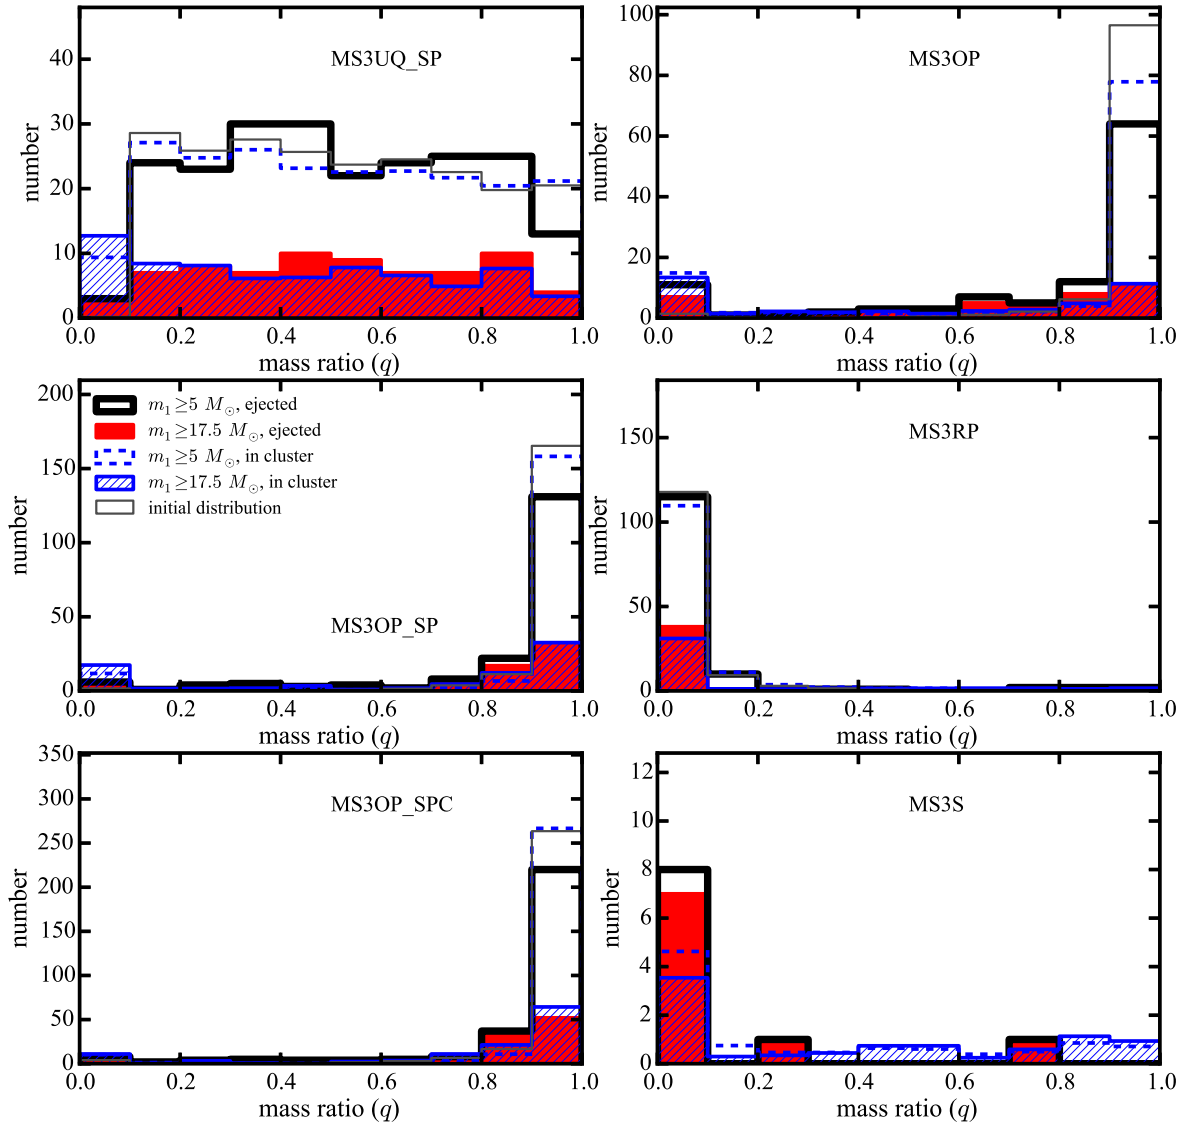 MS3UQ_SP
number
0
10
20
30
40
0.0 0.2 0.4 0.6 0.8 1.0
mass ratio (q)
MS3OP
number
0
20
40
60
80
100
0.0 0.2 0.4 0.6 0.8 1.0
mass ratio (q)
m₁≥5 M⊙, ejected
m₁≥17.5 M⊙, ejected
m₁≥5 M⊙, in cluster
m₁≥17.5 M⊙, in cluster
initial distribution
MS3OP_SP
number
0
50
100
150
200
0.0 0.2 0.4 0.6 0.8 1.0
mass ratio (q)
MS3RP
number
0
50
100
150
0.0 0.2 0.4 0.6 0.8 1.0
mass ratio (q)
MS3OP_SPC
number
0
50
100
150
200
250
300
350
0.0 0.2 0.4 0.6 0.8 1.0
mass ratio (q)
MS3S
number
0
2
4
6
8
10
12
0.0 0.2 0.4 0.6 0.8 1.0
mass ratio (q)